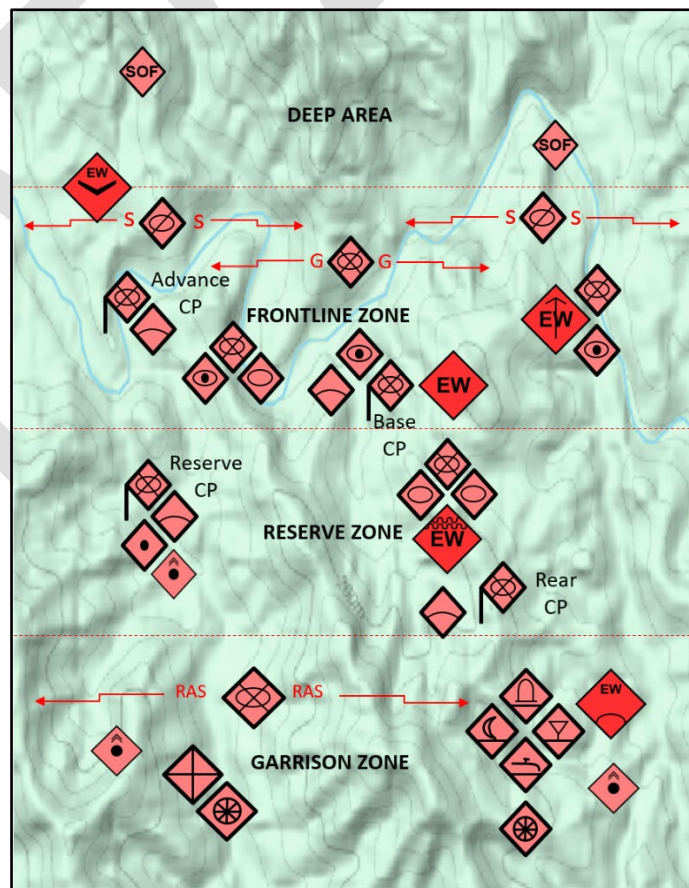 SOF
DEEP AREA
SOF
EW
S S
S S
G G
Advance
CP
FRONTLINE ZONE
EW
EW
Base
CP
Reserve
CP
RESERVE ZONE
EW
Rear
CP
RAS RAS
EW
GARRISON ZONE